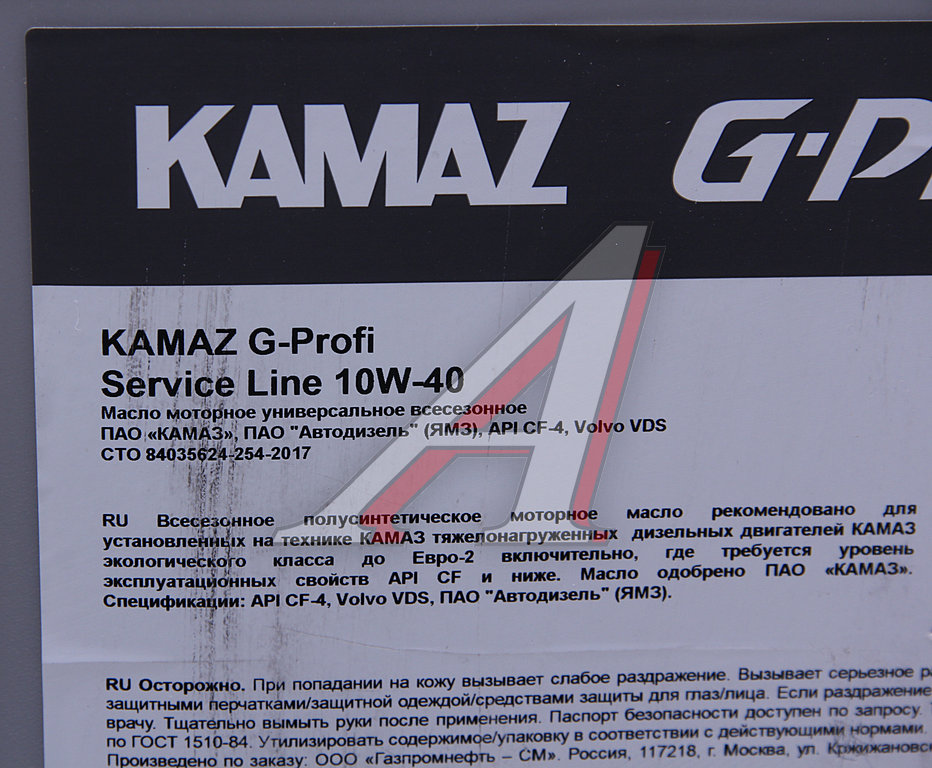 KAMAZ G-P
KAMAZ G-Profi
Service Line 10W-40
Масло моторное универсальное всесезонное
ПАО «КАМАЗ», ПАО "Автодизель" (ЯМЗ), API CF-4, Volvo VDS
СТО 84035624-254-2017
RU Всесезонное полусинтетическое моторное масло рекомендовано для
установленных на технике КАМАЗ тяжелонагруженных дизельных двигателей КАМАЗ
экологического класса до Евро-2 включительно, где требуется уровень
эксплуатационных свойств API CF и ниже. Масло одобрено ПАО «КАМАЗ».
Спецификации: API CF-4, Volvo VDS, ПАО "Автодизель" (ЯМЗ).
RU Осторожно. При попадании на кожу вызывает слабое раздражение. Вызывает серьезное
защитными перчатками/защитной одеждой/средствами защиты для глаз/лица. Если раздражение
врачу. Тщательно вымыть руки после применения. Паспорт безопасности доступен по запросу.
по ГОСТ 1510-84. Утилизировать содержимое/упаковку в соответствии с действующими нормами.
Произведено по заказу: ООО «Газпромнефть – СМ». Россия, 117218, г. Москва, ул. Кржижановс